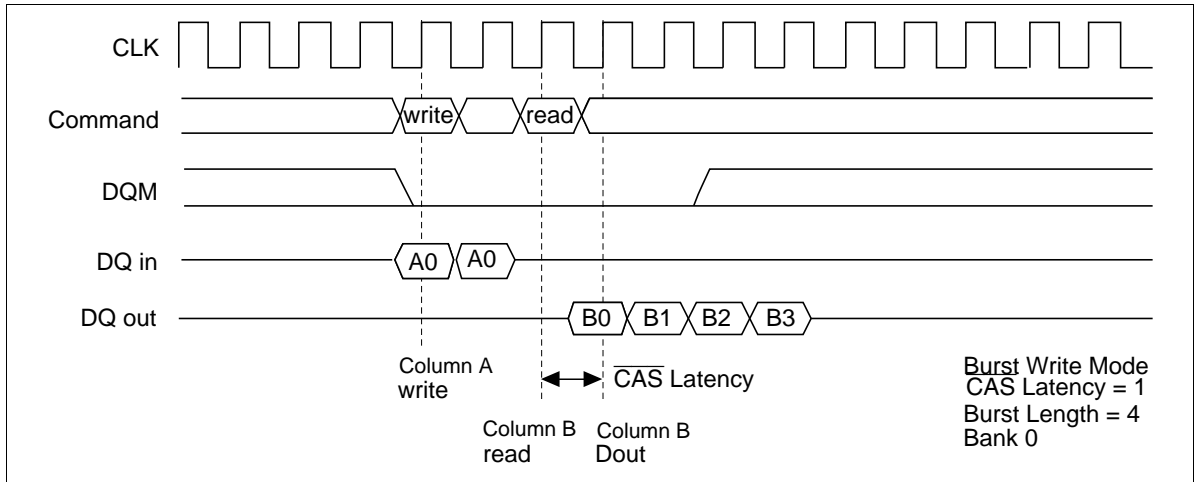 CLK
Command
write
read
DQM
DQ in
A0
A0
DQ out
B0
B1
B2
B3
Column A
write
CAS Latency
Column B
read
Column B
Dout
Burst Write Mode
CAS Latency = 1
Burst Length = 4
Bank 0